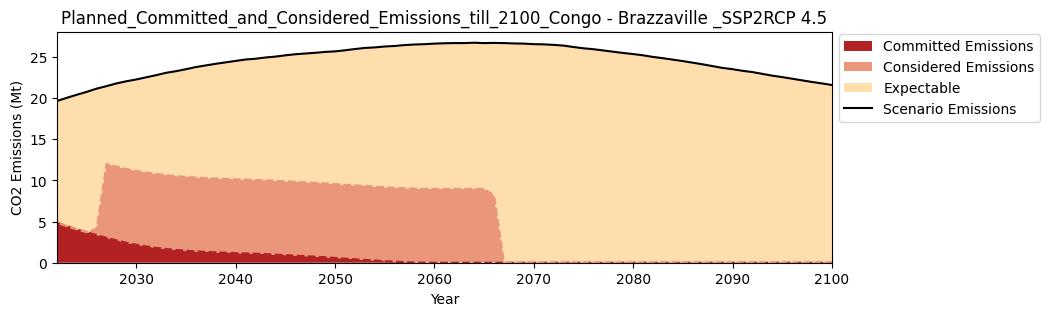 Planned_Committed_and_Considered_Emissions_till_2100_Congo - Brazzaville _SSP2RCP 4.5
Committed Emissions
Considered Emissions
Expectable
Scenario Emissions
CO2 Emissions (Mt)
25
20
15
10
5
0
2030 2040 2050 2060 2070 2080 2090 2100
Year